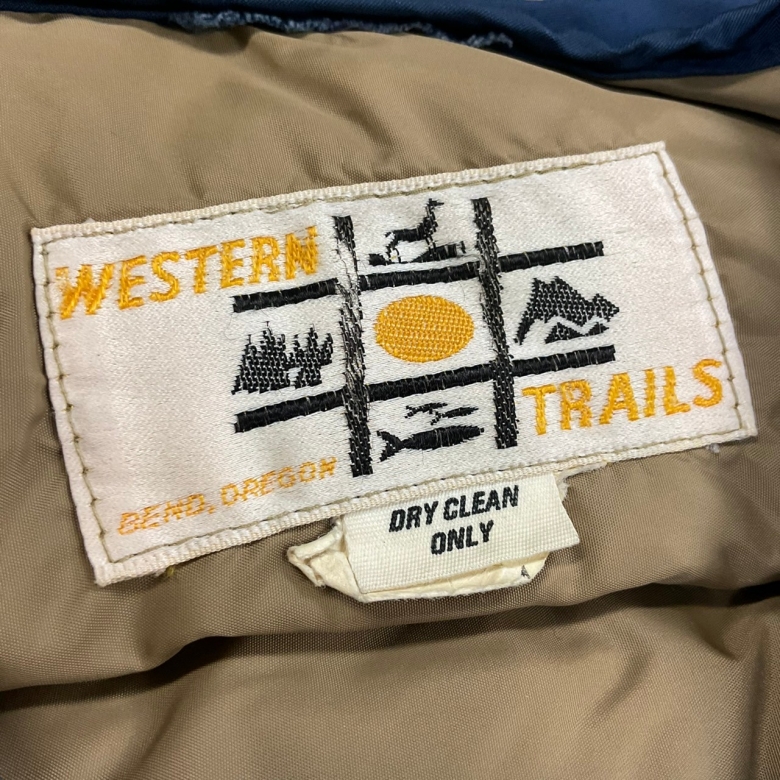 WESTERN
TRAILS
BEND, OREGON
DRY CLEAN
ONLY